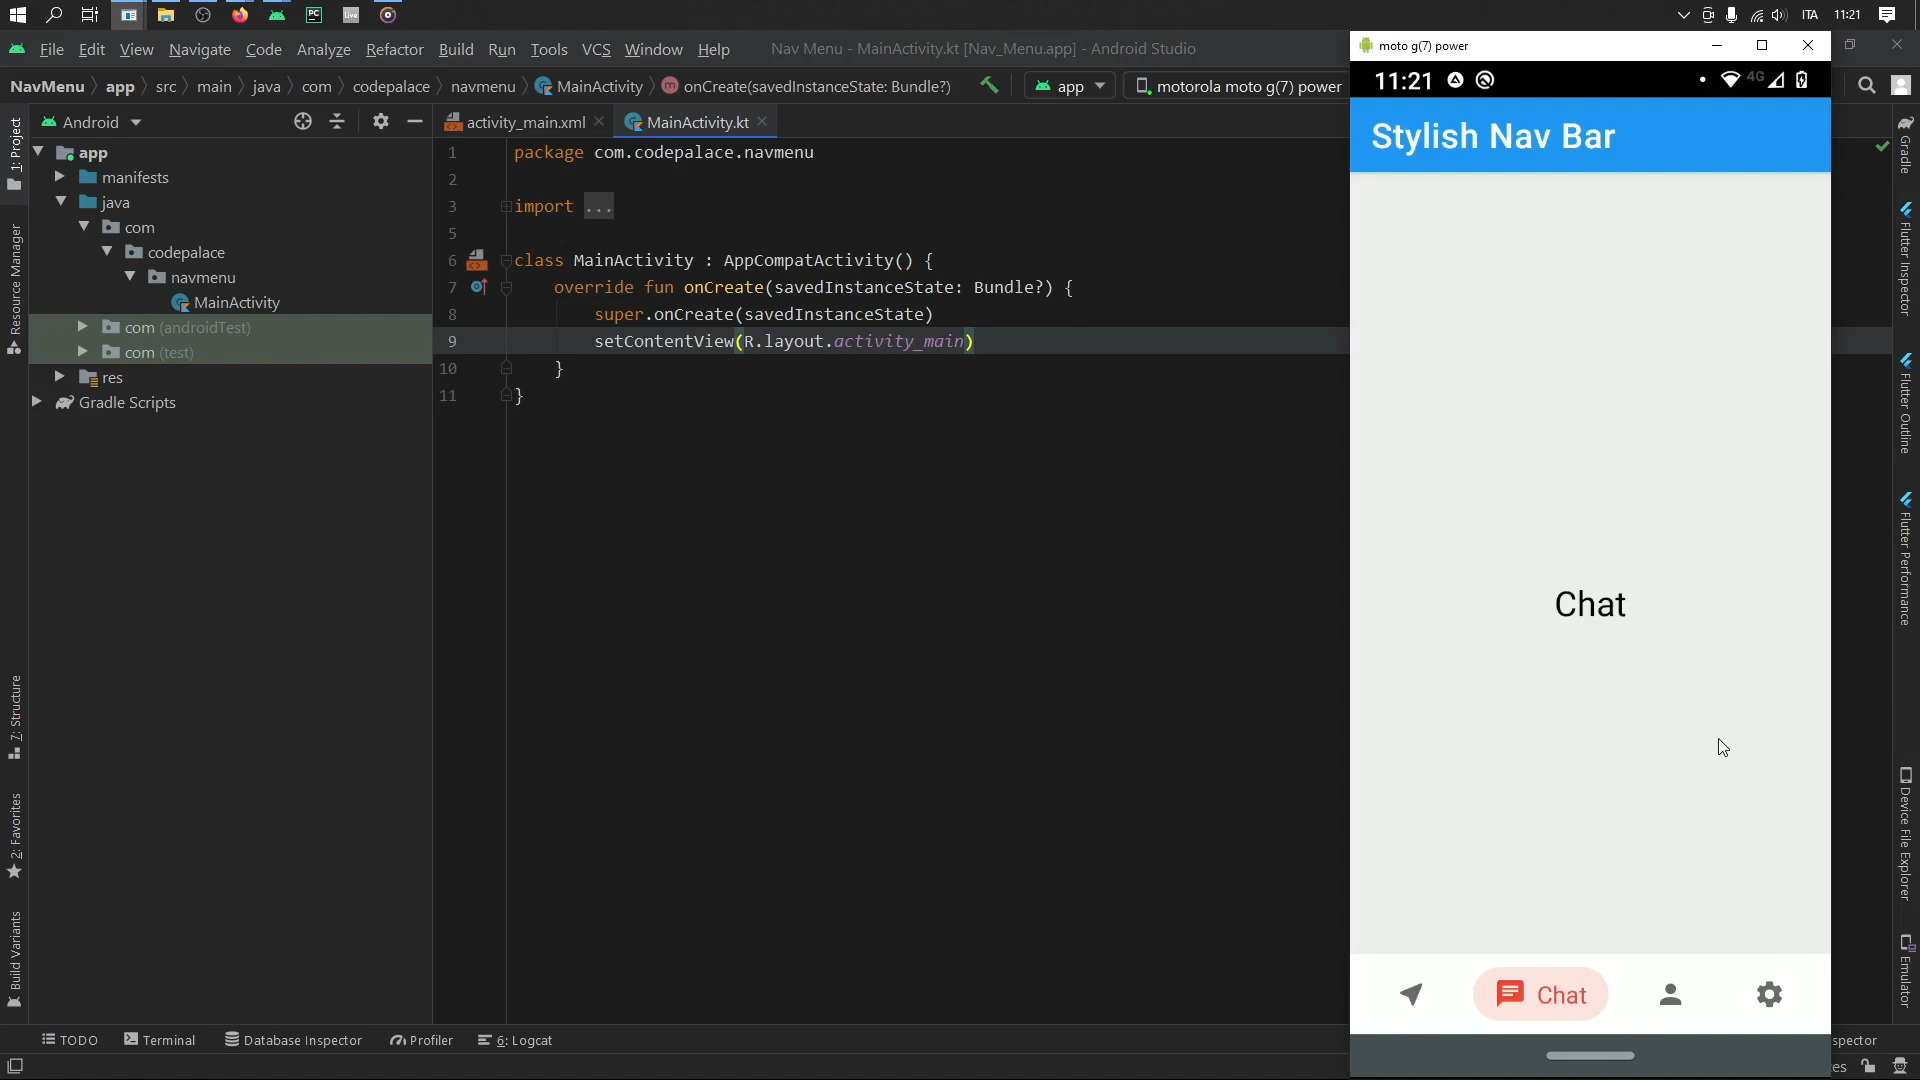 ITA 11:21
File Edit View Navigate Code Analyze Refactor Build Run Tools VCS Window Help Nav Menu - MainActivity.kt [Nav_Menu.app] - Android Studio
NavMenu app src main java com codepalace navmenu MainActivity onCreate(savedInstanceState: Bundle?) app motorola moto g(7) power
1: Project
Resource Manager
7: Structure
2: Favorites
Build Variants
Android
app
manifests
java
com
codepalace
navmenu
MainActivity
com (androidTest)
com (test)
res
Gradle Scripts
activity_main.xml MainActivity.kt
1 package com.codepalace.navmenu
2
3 import ...
5
6 class MainActivity : AppCompatActivity() {
7 override fun onCreate(savedInstanceState: Bundle?) {
8 super.onCreate(savedInstanceState)
9 setContentView(R.layout.activity_main)
10 }
11 }
moto g(7) power
11:21 4G
Stylish Nav Bar
Chat
Chat
Gradle
Flutter Inspector
Flutter Outline
Flutter Performance
Device File Explorer
Emulator
TODO Terminal Database Inspector Profiler 6: Logcat
spector
es
PC
Live